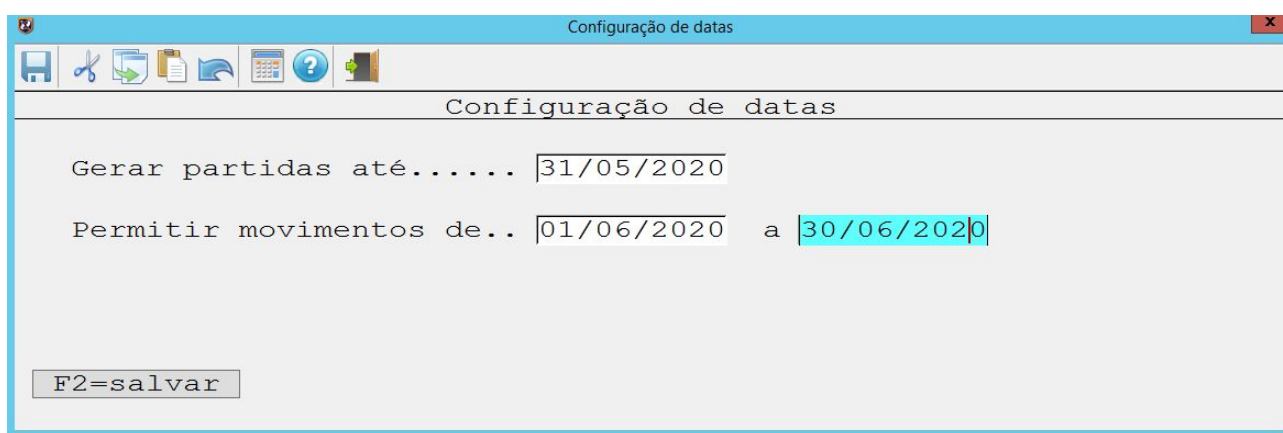 Configuração de datas
x
Configuração de datas
Gerar partidas até...... 31/05/2020
Permitir movimentos de.. 01/06/2020 a 30/06/2020
F2=salvar